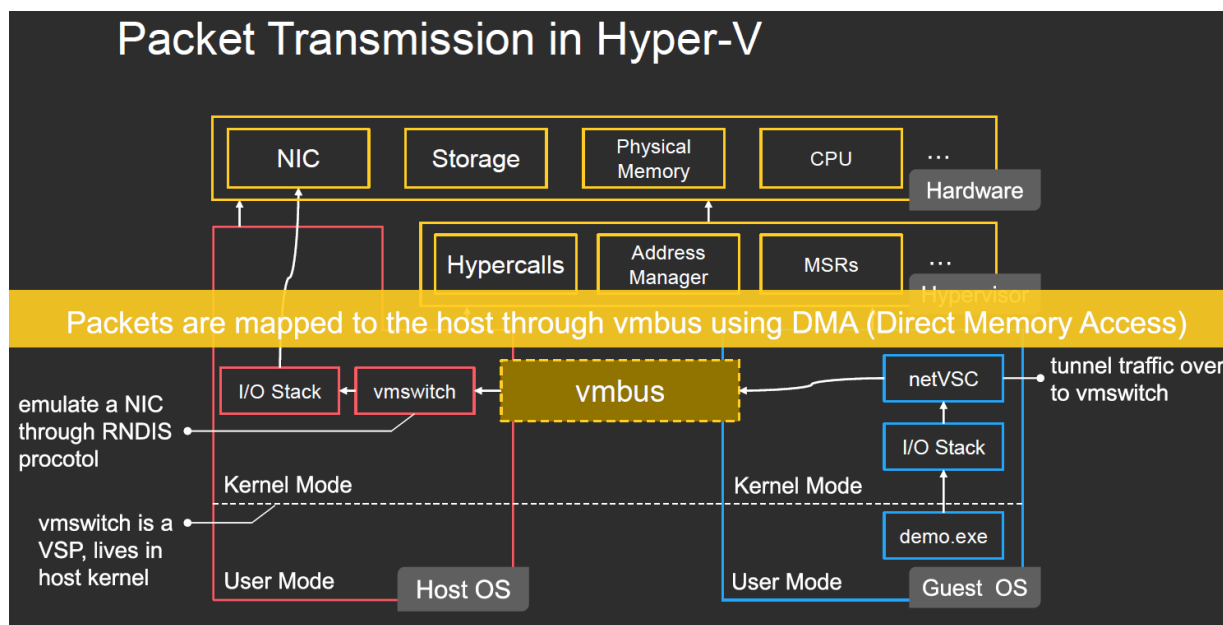 Packet Transmission in Hyper-V
NIC
Storage
Physical
Memory
CPU
...
Hardware
Hypercalls
Address
Manager
MSRs
...
Hypervisor
Packets are mapped to the host through vmbus using DMA (Direct Memory Access)
I/O Stack
vmswitch
vmbus
netVSC
tunnel traffic over
to vmswitch
emulate a NIC
through RNDIS
procotol
I/O Stack
Kernel Mode
Kernel Mode
vmswitch is a
VSP, lives in
host kernel
demo.exe
User Mode
Host OS
User Mode
Guest OS